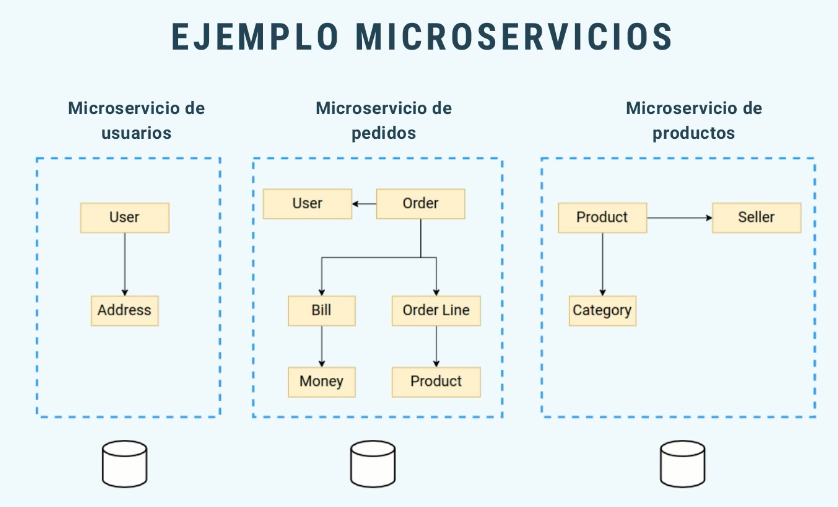 EJEMPLO MICROSERVICIOS
Microservicio de
usuarios
User
Address
Microservicio de
pedidos
User
Order
Bill
Order Line
Money
Product
Microservicio de
productos
Product
Seller
Category